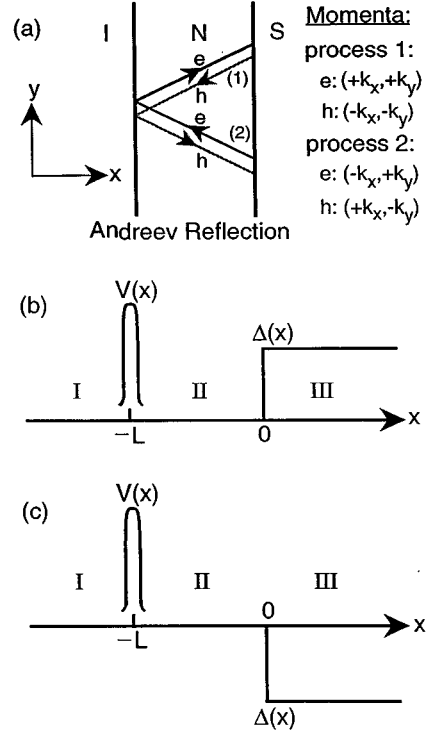 (a)
I N S
e
(1)
h
y
e
(2)
h
x
Andreev Reflection
Momenta:
process 1:
e: (+kx,+ky)
h: (-kx,-ky)
process 2:
e: (-kx,+ky)
h: (+kx,-ky)
(b)
V(x)
Δ(x)
I II III
x
−L 0
(c)
V(x)
I II III
0
x
−L
Δ(x)